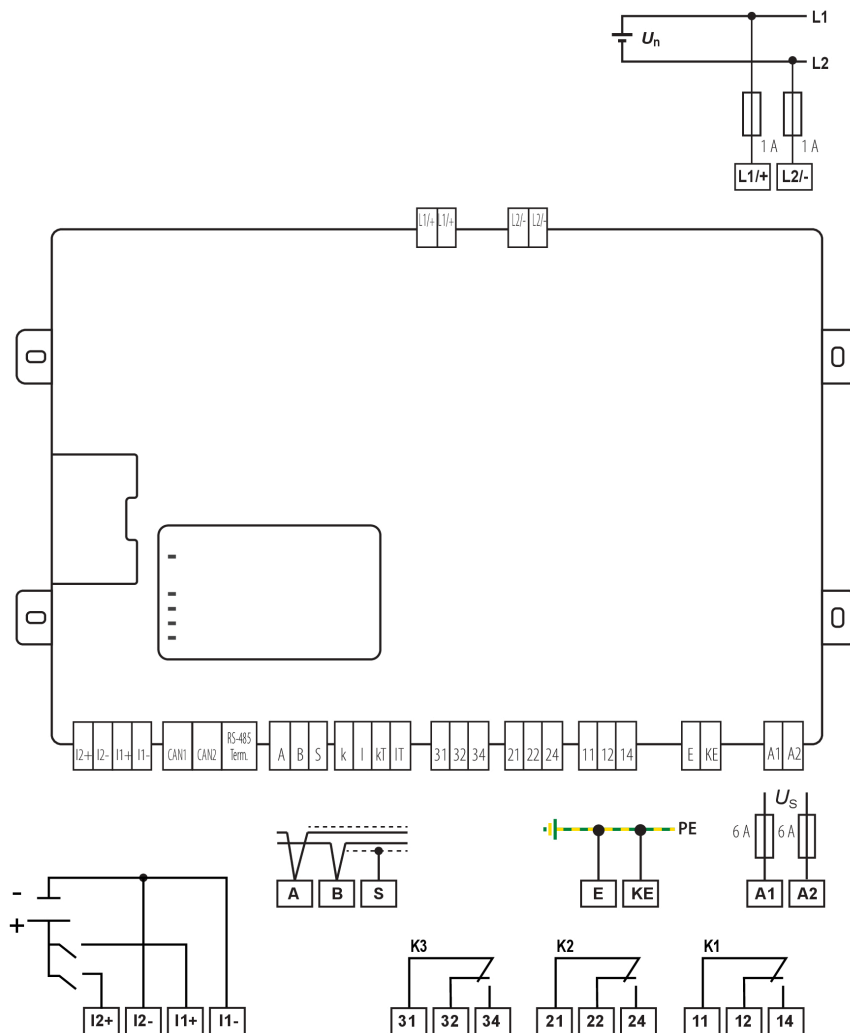 L1
Un
L2
1 A 1 A
L1/+ L2/-
L1/+ L1/+ L2/- L2/-
I2+ I2- I1+ I1- CAN1 CAN2 RS-485 Term. A B S k l kT lT 31 32 34 21 22 24 11 12 14 E KE A1 A2
US
PE 6 A 6 A
A B S E KE A1 A2
-
+
K3 K2 K1
I2+ I2- I1+ I1- 31 32 34 21 22 24 11 12 14